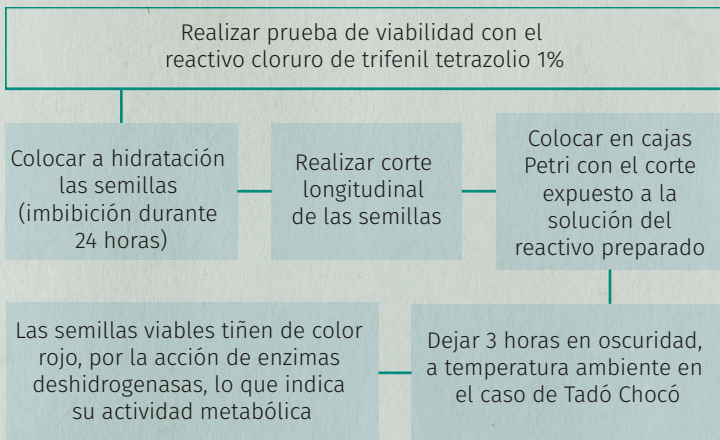 Realizar prueba de viabilidad con el
reactivo cloruro de trifenil tetrazolio 1%
Colocar a hidratación
las semillas
(imbibición durante
24 horas)
Realizar corte
longitudinal
de las semillas
Colocar en cajas
Petri con el corte
expuesto a la
solución del
reactivo preparado
Dejar 3 horas en oscuridad,
a temperatura ambiente en
el caso de Tadó Chocó
Las semillas viables tiñen de color
rojo, por la acción de enzimas
deshidrogenasas, lo que indica
su actividad metabólica